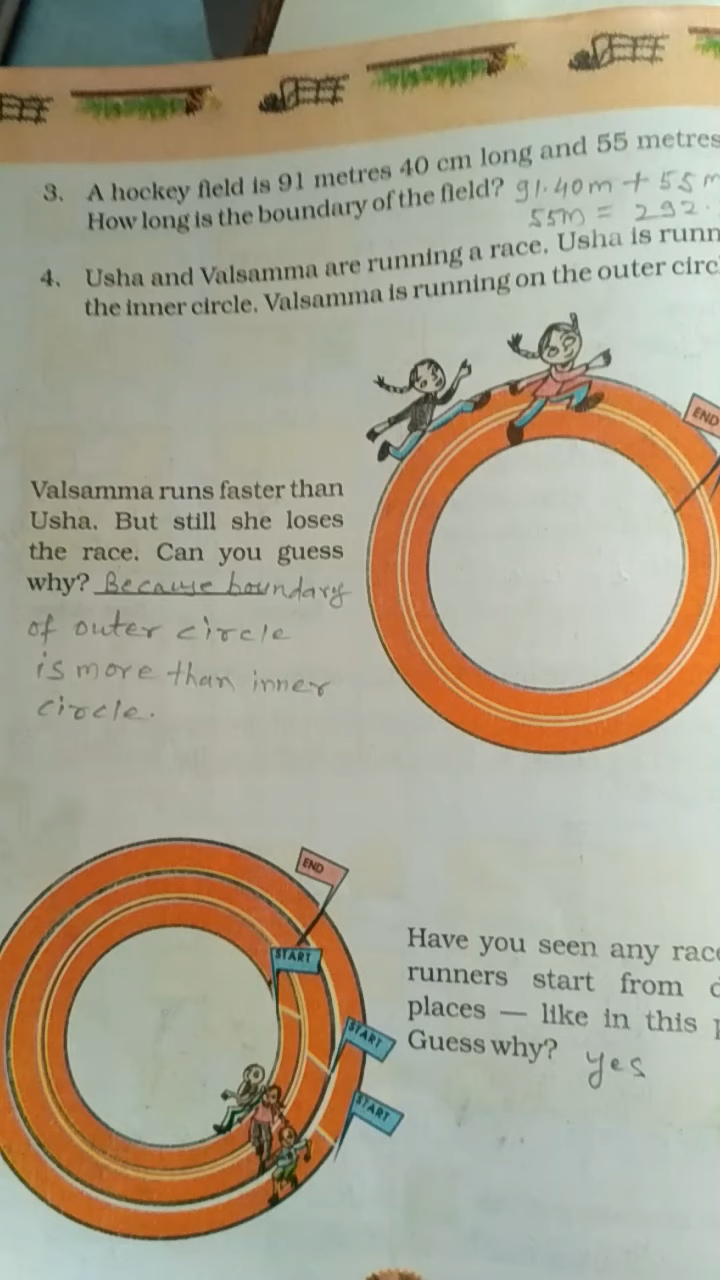 3. A hockey field is 91 metres 40 cm long and 55 metres
How long is the boundary of the field? 91.40m + 55m
55m = 292.
4. Usha and Valsamma are running a race. Usha is runn
the inner circle. Valsamma is running on the outer circ
END
Valsamma runs faster than
Usha. But still she loses
the race. Can you guess
why? Because boundary
of outer circle
is more than inner
circle.
END
START
START
START
Have you seen any race
runners start from d
places — like in this p
Guess why? yes